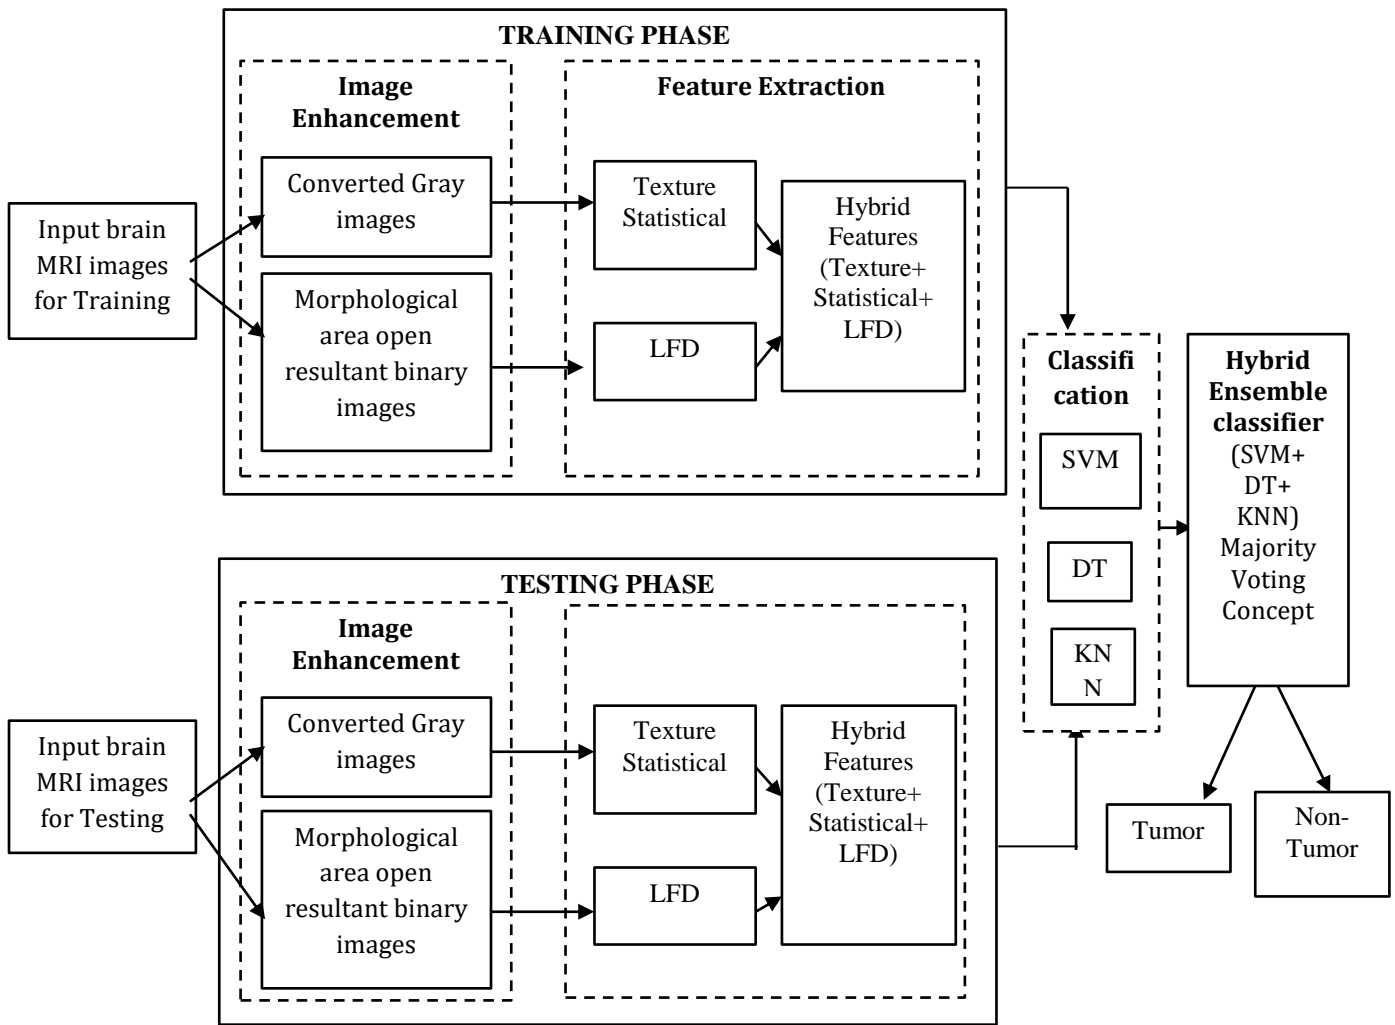 TRAINING PHASE
Image
Enhancement
Feature Extraction
Input brain
MRI images
for Training
Converted Gray
images
Morphological
area open
resultant binary
images
Texture
Statistical
LFD
Hybrid
Features
(Texture+
Statistical+
LFD)
Classifi
cation
SVM
DT
KN
N
Hybrid
Ensemble
classifier
(SVM+
DT+
KNN)
Majority
Voting
Concept
TESTING PHASE
Image
Enhancement
Input brain
MRI images
for Testing
Converted Gray
images
Morphological
area open
resultant binary
images
Texture
Statistical
LFD
Hybrid
Features
(Texture+
Statistical+
LFD)
Tumor
Non-
Tumor